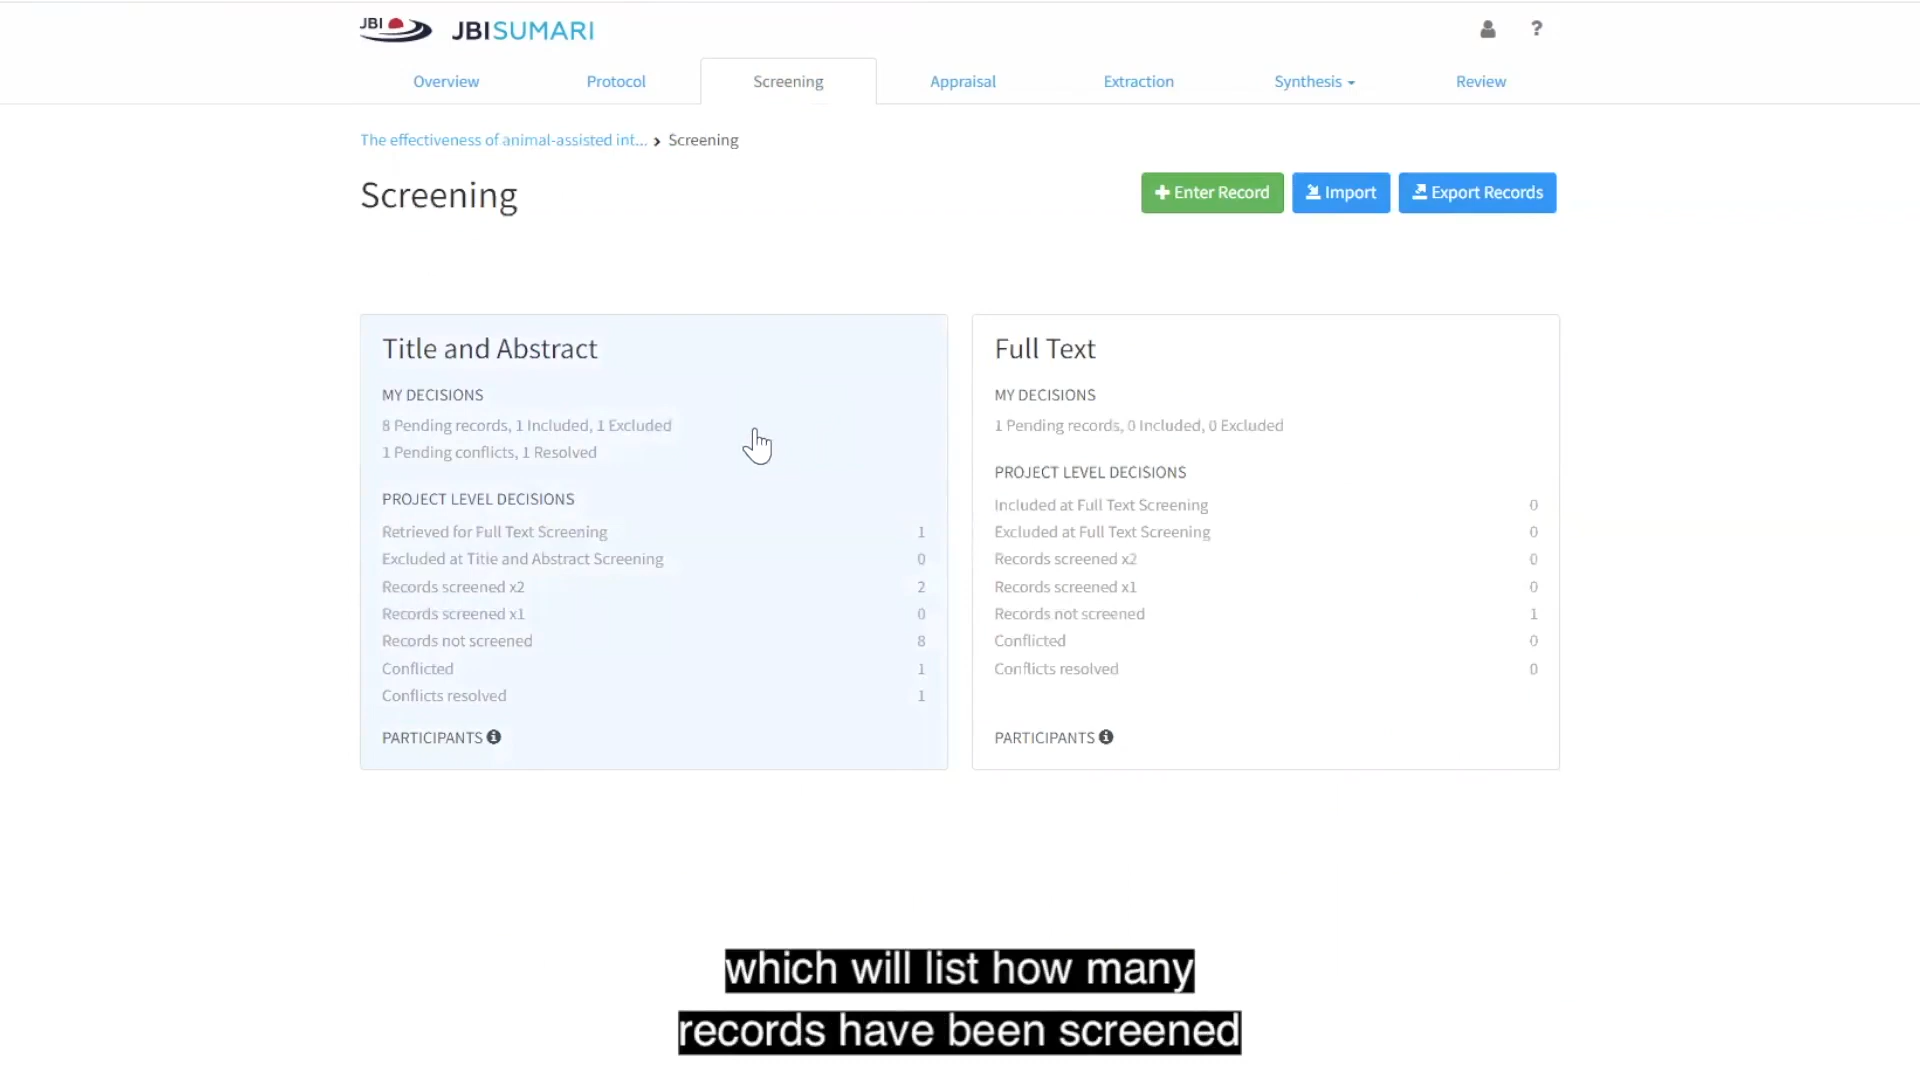 JBI JBISUMARI ?
Overview Protocol Screening Appraisal Extraction Synthesis Review
The effectiveness of animal-assisted int... › Screening
Screening
Enter Record Import Export Records
Title and Abstract
MY DECISIONS
8 Pending records, 1 Included, 1 Excluded
1 Pending conflicts, 1 Resolved
PROJECT LEVEL DECISIONS
Retrieved for Full Text Screening 1
Excluded at Title and Abstract Screening 0
Records screened x2 2
Records screened x1 0
Records not screened 8
Conflicted 1
Conflicts resolved 1
PARTICIPANTS
Full Text
MY DECISIONS
1 Pending records, 0 Included, 0 Excluded
PROJECT LEVEL DECISIONS
Included at Full Text Screening 0
Excluded at Full Text Screening 0
Records screened x2 0
Records screened x1 0
Records not screened 1
Conflicted 0
Conflicts resolved 0
PARTICIPANTS
which will list how many
records have been screened